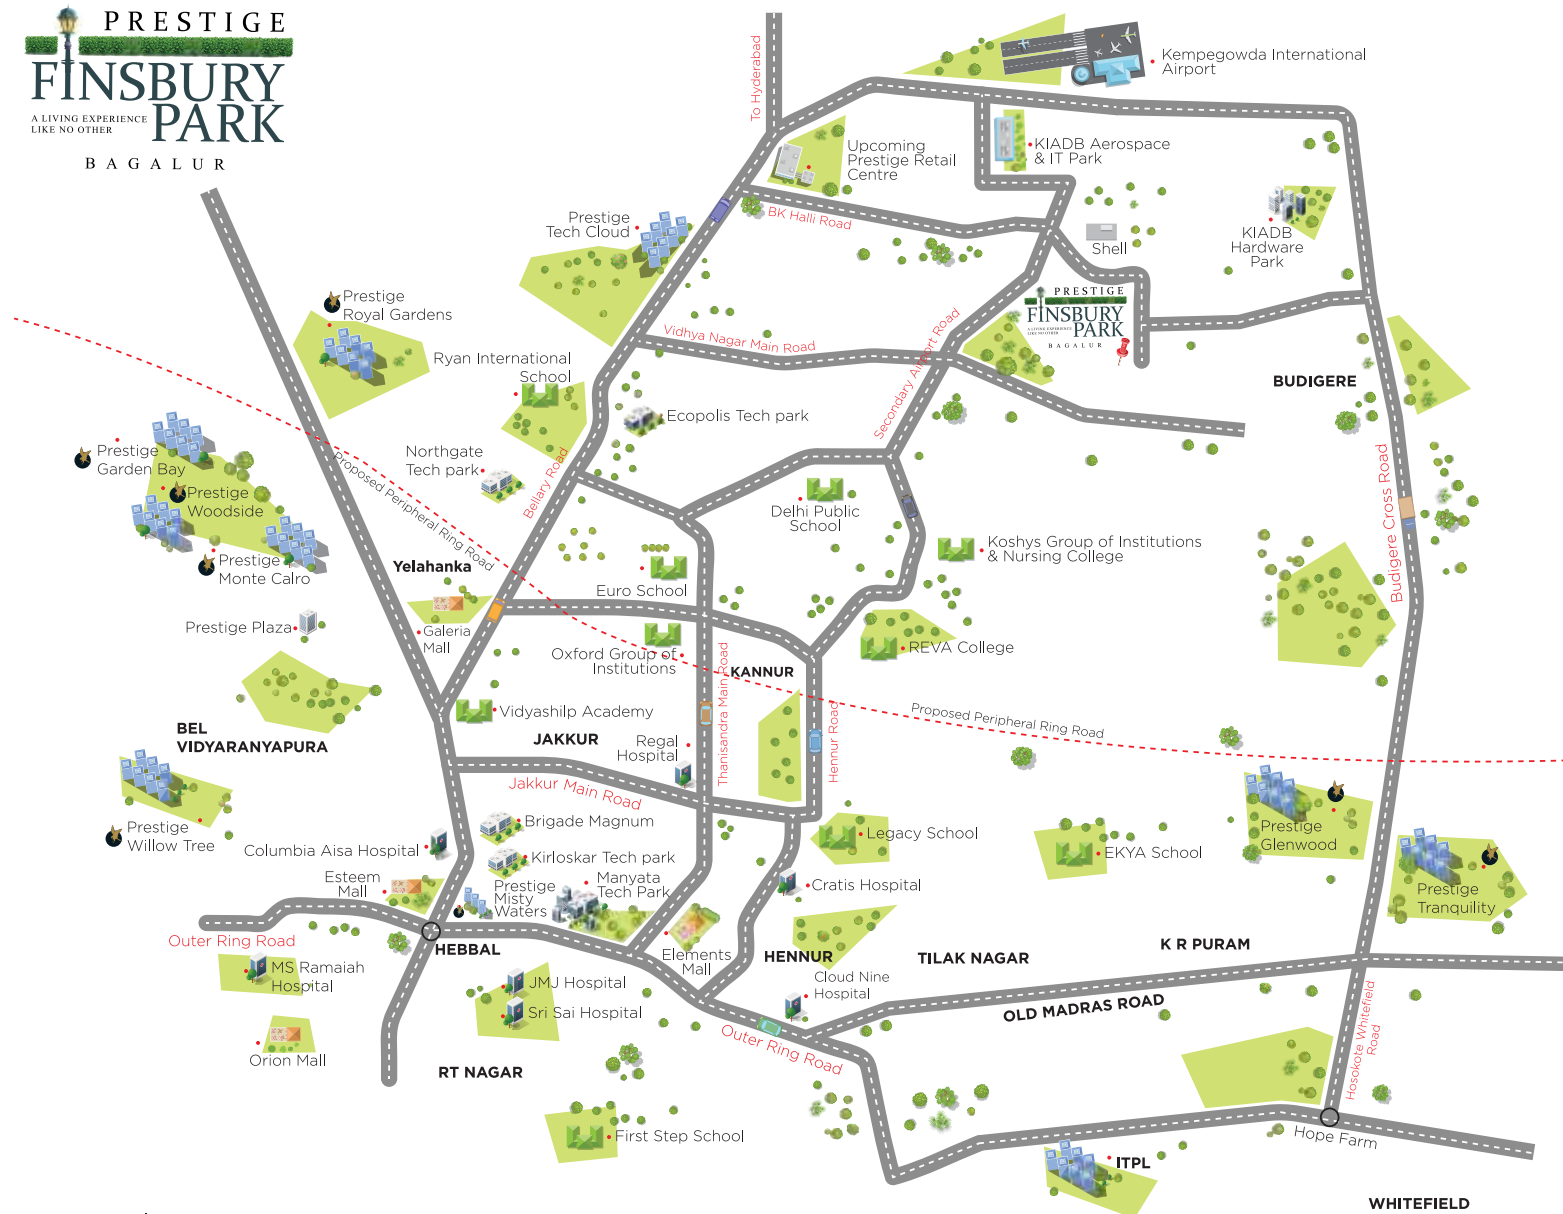 PRESTIGE
FINSBURY
PARK
A LIVING EXPERIENCE
LIKE NO OTHER
BAGALUR
To Hyderabad
Kempegowda International
Airport
Upcoming
Prestige Retail
Centre
KIADB Aerospace
& IT Park
BK Halli Road
Prestige
Tech Cloud
Shell
KIADB
Hardware
Park
Prestige
Royal Gardens
PRESTIGE
FINSBURY
PARK
A LIVING EXPERIENCE
LIKE NO OTHER
BAGALUR
Vidhya Nagar Main Road
Secondary Airport Road
Ryan International
School
BUDIGERE
Ecopolis Tech park
Northgate
Tech park
Bellary Road
Proposed Peripheral Ring Road
Prestige
Garden Bay
Prestige
Woodside
Prestige
Monte Calro
Delhi Public
School
Budigere Cross Road
Koshys Group of Institutions
& Nursing College
Yelahanka
Euro School
Prestige Plaza
Galeria
Mall
Oxford Group of
Institutions
REVA College
KANNUR
Thanisandra Main Road
Vidyashilp Academy
BEL
VIDYARANYAPURA
JAKKUR
Regal
Hospital
Hennur Road
Proposed Peripheral Ring Road
Jakkur Main Road
Prestige
Willow Tree
Columbia Aisa Hospital
Brigade Magnum
Kirloskar Tech park
Legacy School
EKYA School
Prestige
Glenwood
Esteem
Mall
Prestige
Misty
Waters
Manyata
Tech Park
Cratis Hospital
Prestige
Tranquility
Outer Ring Road
HEBBAL
Elements
Mall
HENNUR
TILAK NAGAR
K R PURAM
MS Ramaiah
Hospital
JMJ Hospital
Cloud Nine
Hospital
Sri Sai Hospital
OLD MADRAS ROAD
Outer Ring Road
Hosokote Whitefield
Road
Orion Mall
RT NAGAR
First Step School
Hope Farm
ITPL
WHITEFIELD